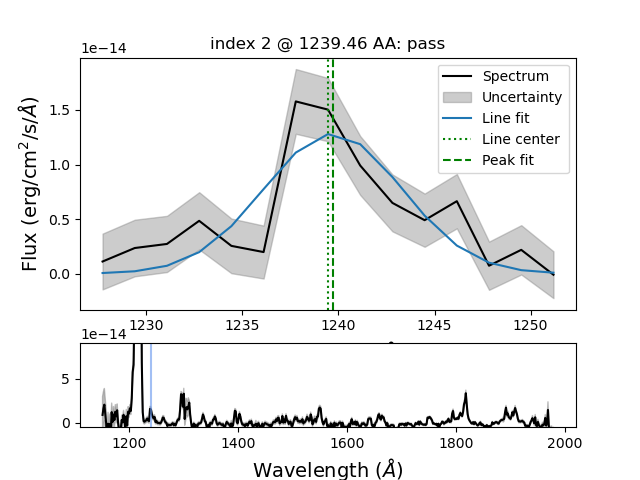 index 2 @ 1239.46 AA: pass
1e−14
Flux (erg/cm²/s/Å)
1.5
1.0
0.5
0.0
Spectrum
Uncertainty
Line fit
Line center
Peak fit
1230 1235 1240 1245 1250
1e−14
5
0
1200 1400 1600 1800 2000
Wavelength (Å)